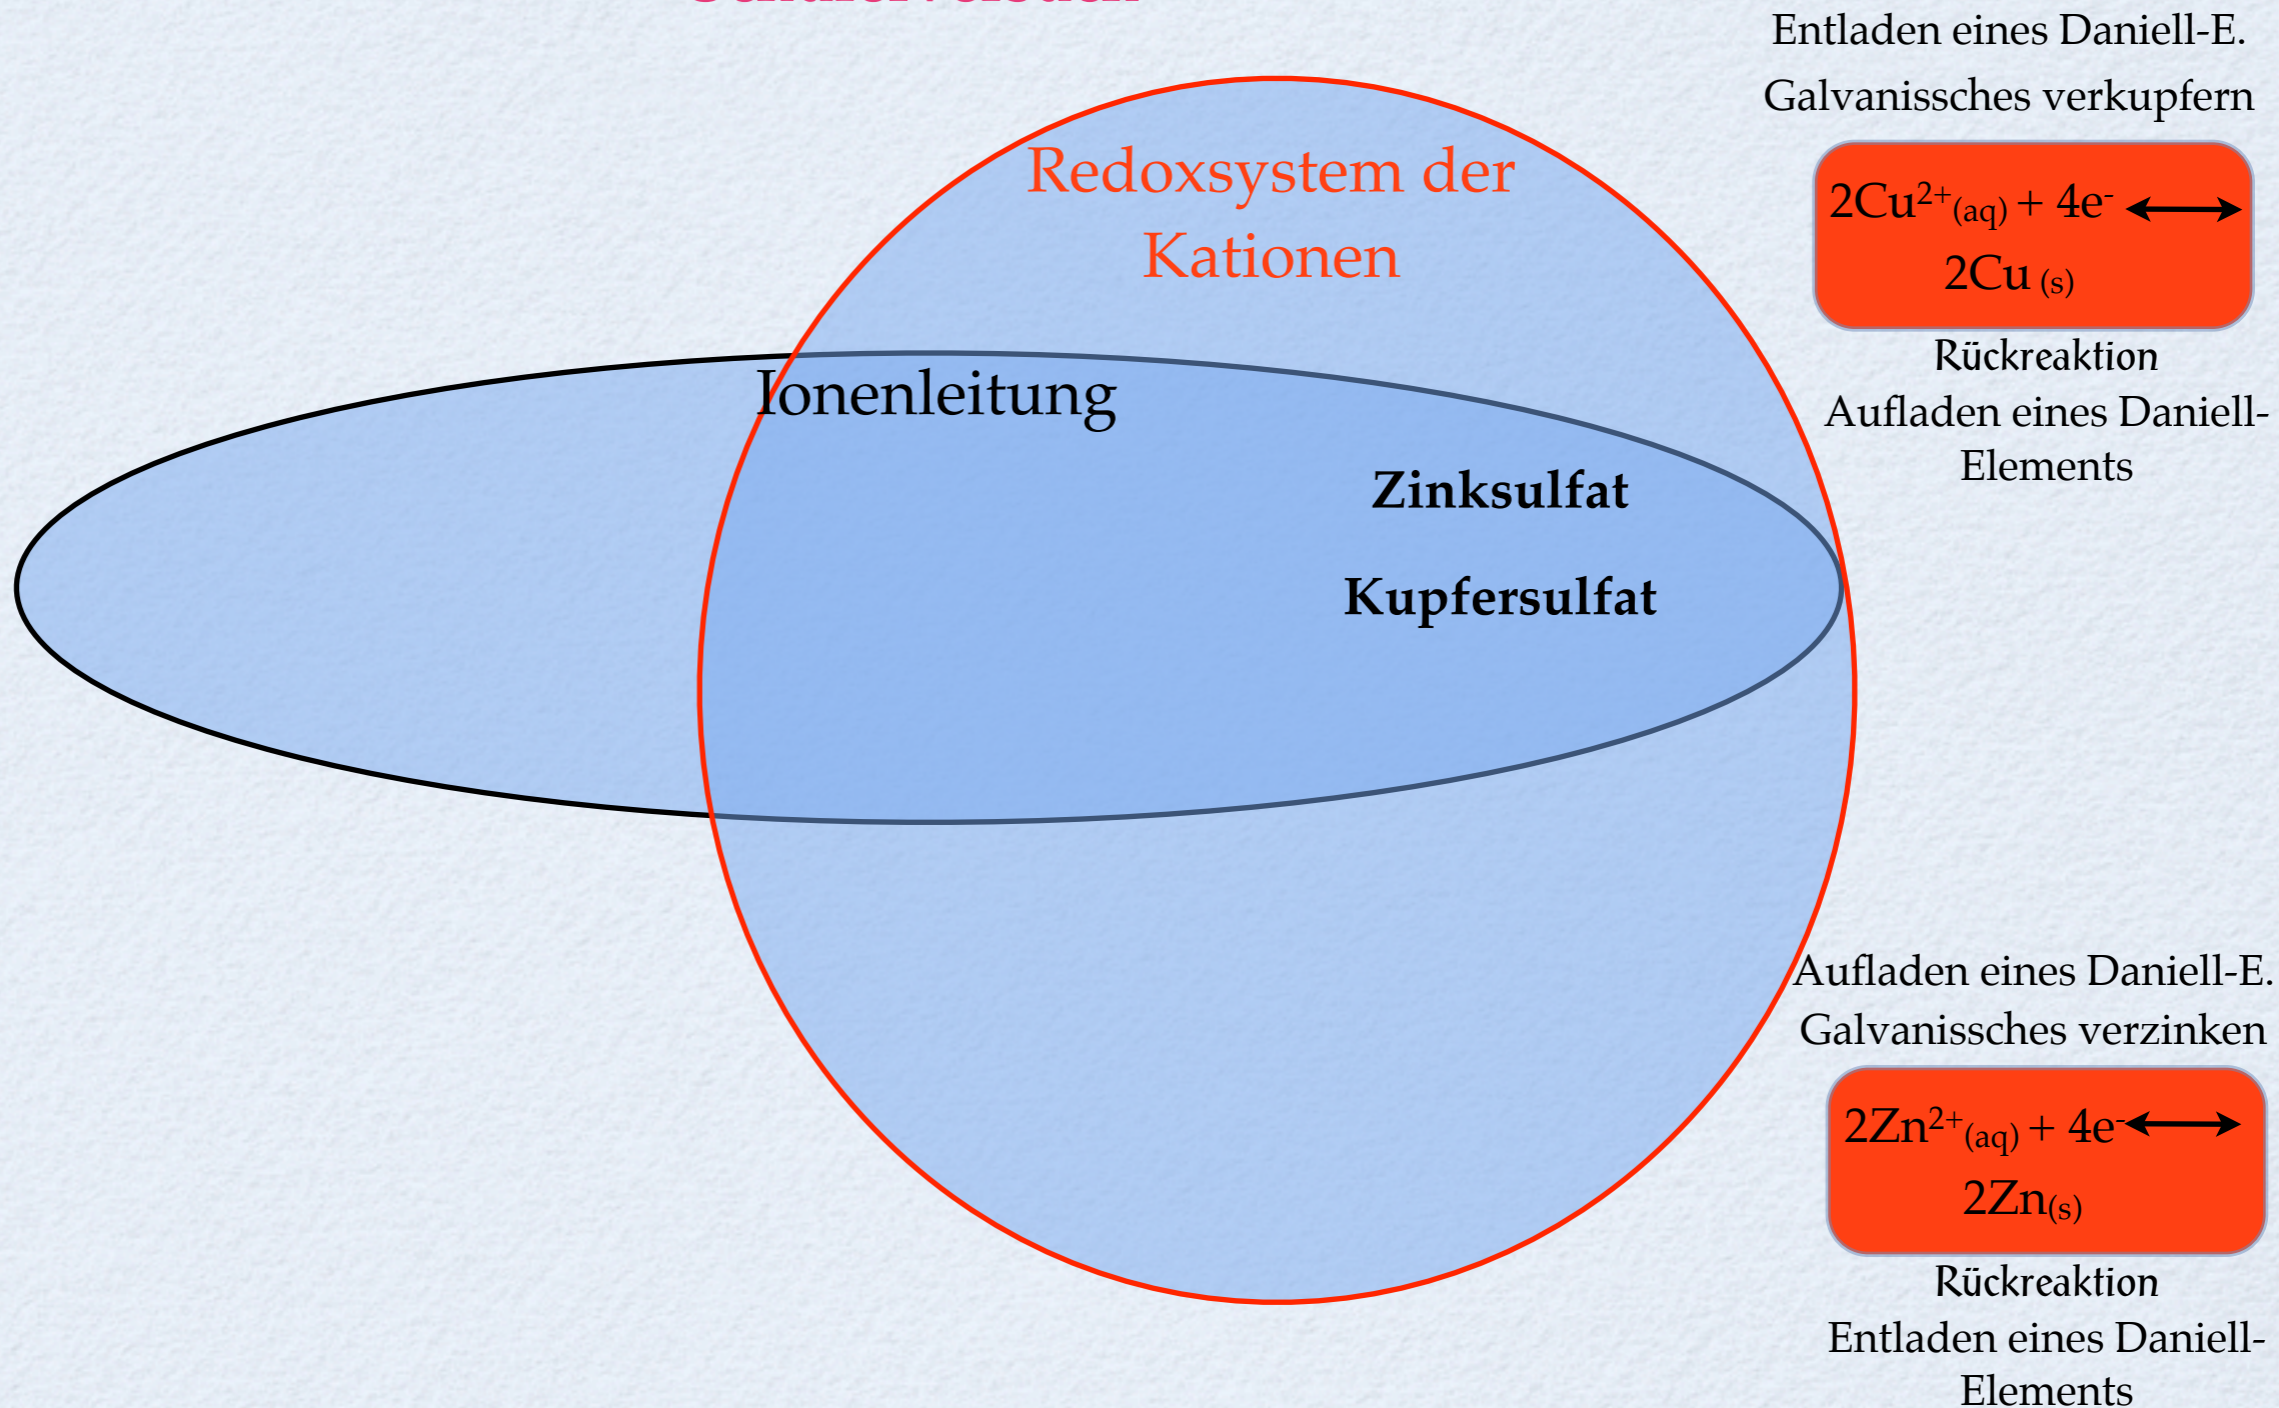 Entladen eines Daniell-E.
Galvanissches verkupfern
2Cu²⁺(aq) + 4e⁻ ⟷
2Cu (s)
Rückreaktion
Aufladen eines Daniell-
Elements
Redoxsystem der
Kationen
Ionenleitung
Zinksulfat
Kupfersulfat
Aufladen eines Daniell-E.
Galvanissches verzinken
2Zn²⁺(aq) + 4e⁻ ⟷
2Zn(s)
Rückreaktion
Entladen eines Daniell-
Elements